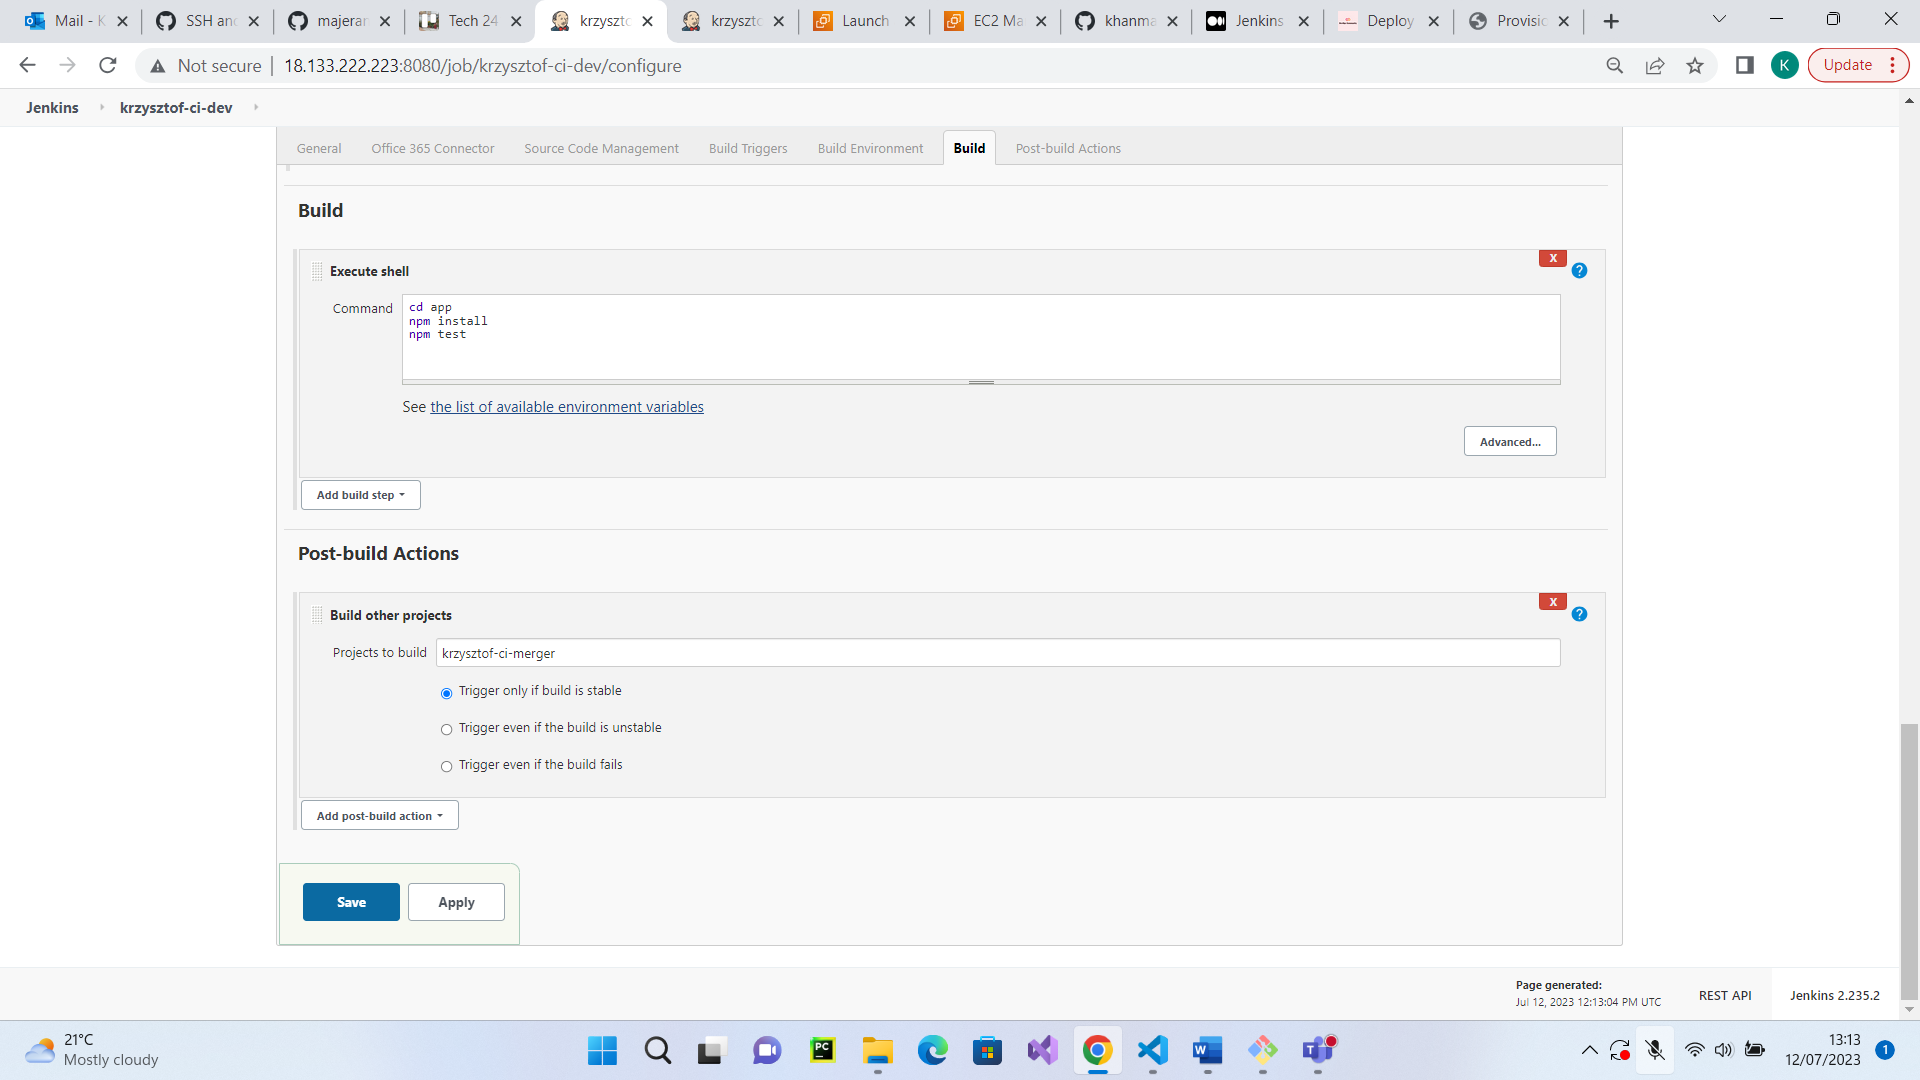 Mail - K
SSH an
majeran
Tech 24
krzyszto
krzyszto
Launch
EC2 Ma
khanma
Jenkins
Deploy
Provisic
Not secure
18.133.222.223:8080/job/krzysztof-ci-dev/configure
K
Update
Jenkins
krzysztof-ci-dev
General
Office 365 Connector
Source Code Management
Build Triggers
Build Environment
Build
Post-build Actions
Build
Execute shell
X
?
Command
cd app
npm install
npm test
See the list of available environment variables
Advanced...
Add build step
Post-build Actions
Build other projects
X
?
Projects to build
krzysztof-ci-merger
Trigger only if build is stable
Trigger even if the build is unstable
Trigger even if the build fails
Add post-build action
Save
Apply
Page generated:
Jul 12, 2023 12:13:04 PM UTC
REST API
Jenkins 2.235.2
21°C
Mostly cloudy
PC
W
T
13:13
12/07/2023
1